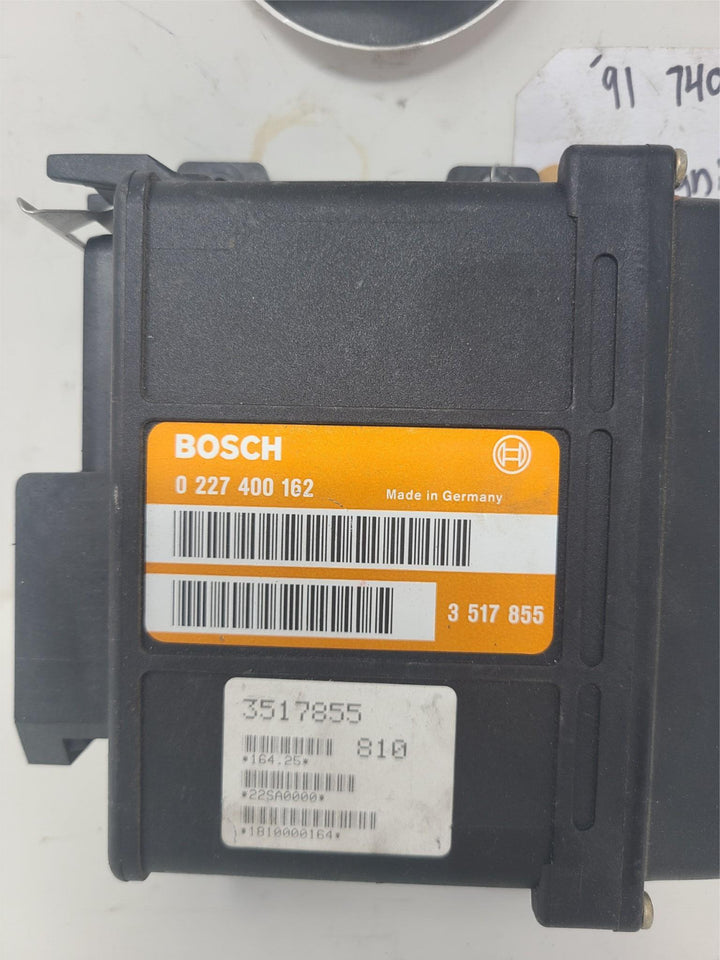 '91 740
BOSCH
0 227 400 162
Made in Germany
3 517 855
3517855
810
*164.25*
*22SA0000*
*1810000164*